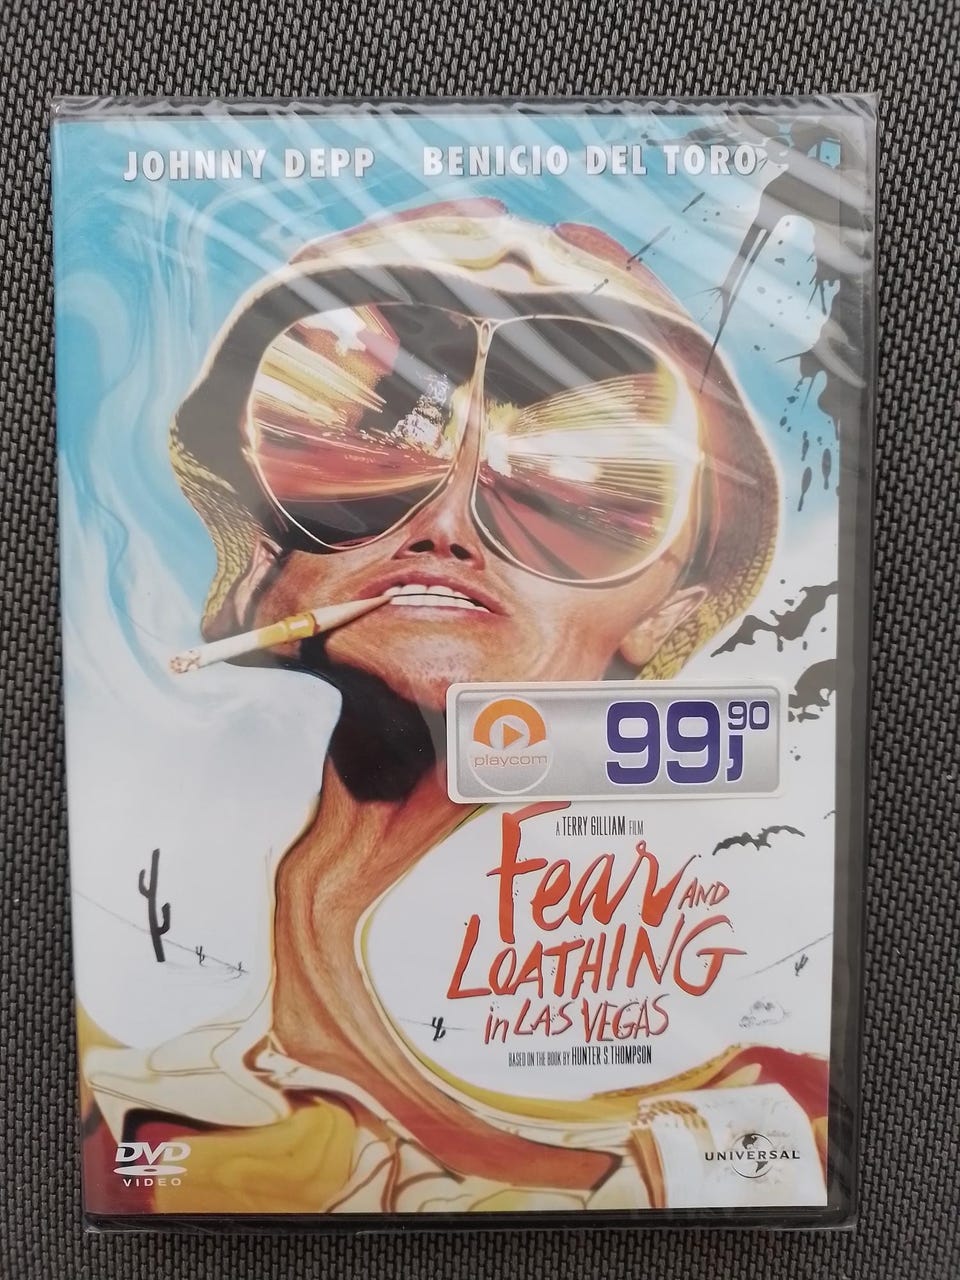 JOHNNY DEPP BENICIO DEL TORO
playcom 99,90
A TERRY GILLIAM FILM
Fear AND
LOATHING
in LAS VEGAS
BASED ON THE BOOK BY HUNTER S. THOMPSON
DVD
VIDEO
UNIVERSAL